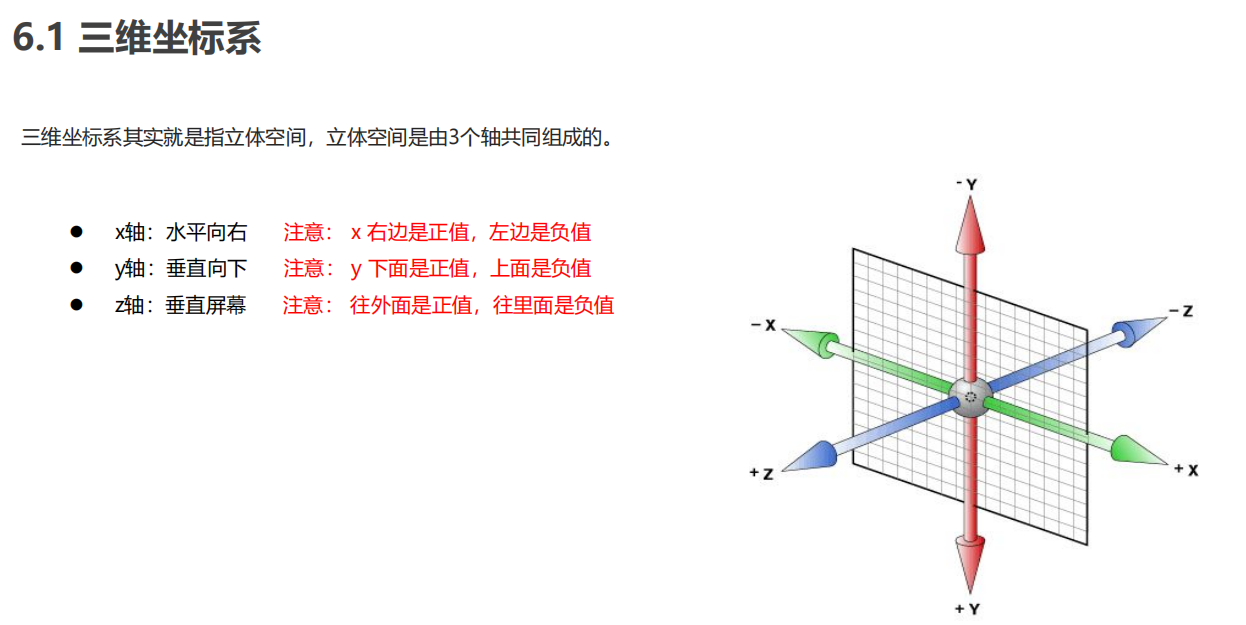 6.1 三维坐标系
三维坐标系其实就是指立体空间，立体空间是由3个轴共同组成的。
● x轴：水平向右 注意： x 右边是正值，左边是负值
● y轴：垂直向下 注意： y 下面是正值，上面是负值
● z轴：垂直屏幕 注意： 往外面是正值，往里面是负值
- Y
- Z
- X
+ Z
+ X
+ Y